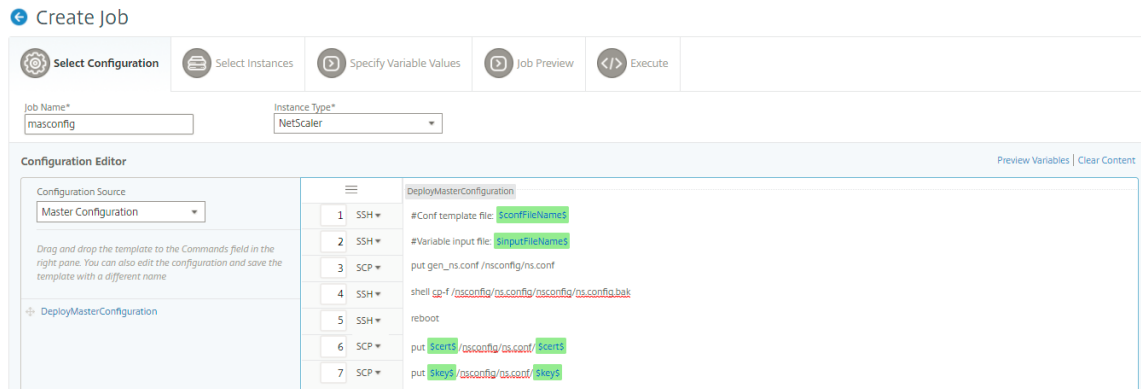 Create Job
Select Configuration
Select Instances
Specify Variable Values
Job Preview
Execute
Job Name*
masconfig
Instance Type*
NetScaler
Configuration Editor
Preview Variables | Clear Content
Configuration Source
Master Configuration
Drag and drop the template to the Commands field in the
right pane. You can also edit the configuration and save the
template with a different name
DeployMasterConfiguration
DeployMasterConfiguration
1 SSH #Conf template file: $confFileName$
2 SSH #Variable input file: $inputFileName$
3 SCP put gen_ns.conf /nsconfig/ns.conf
4 SSH shell cp-f /nsconfig/ns.config/nsconfig/ns.config.bak
5 SSH reboot
6 SCP put $cert$ /nsconfig/ns.conf/ $cert$
7 SCP put $key$ /nsconfig/ns.conf/ $key$